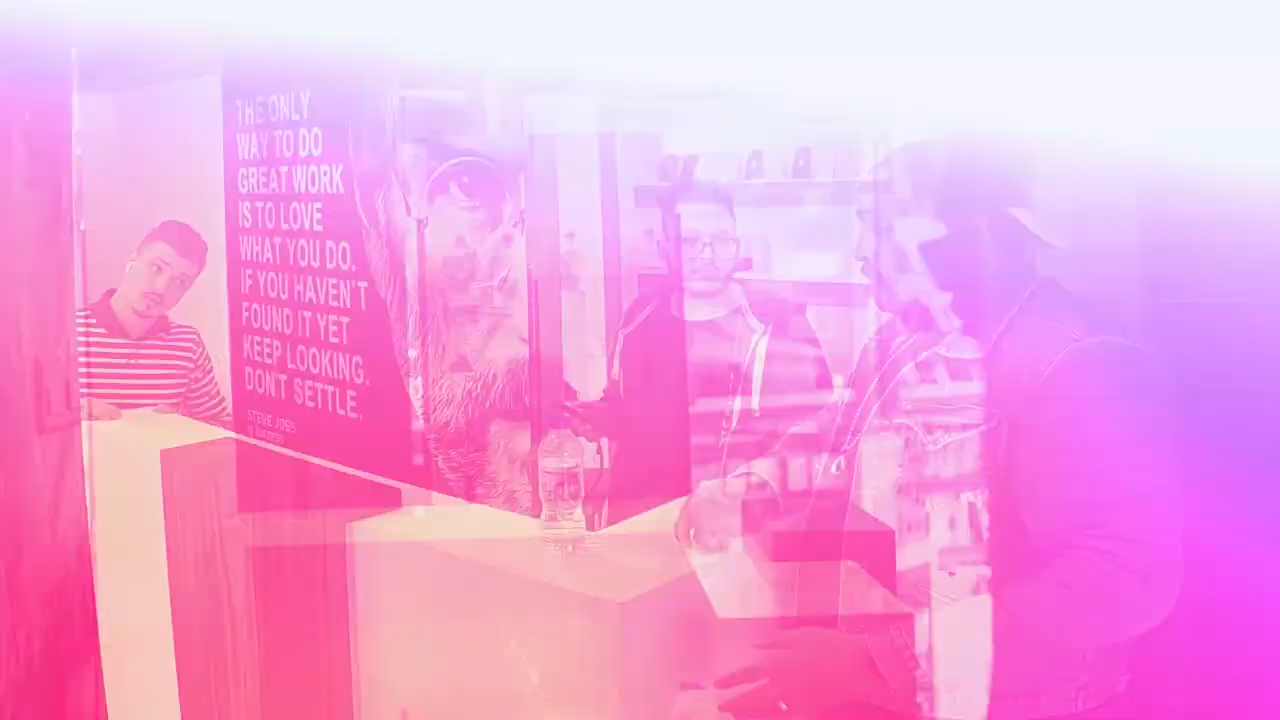 THE ONLY
WAY TO DO
GREAT WORK
IS TO LOVE
WHAT YOU DO.
IF YOU HAVEN'T
FOUND IT YET
KEEP LOOKING.
DON'T SETTLE.
STEVE JOBS